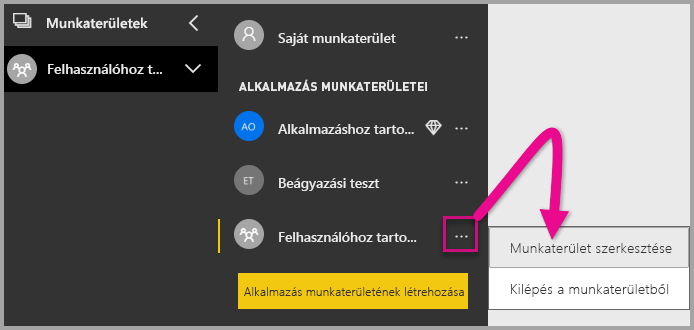 Munkaterületek
Felhasználóhoz t...
Saját munkaterület
ALKALMAZÁS MUNKATERÜLETEI
AO Alkalmazáshoz tarto...
ET Beágyazási teszt
Felhasználóhoz tarto...
Alkalmazás munkaterületének létrehozása
Munkaterület szerkesztése
Kilépés a munkaterületből